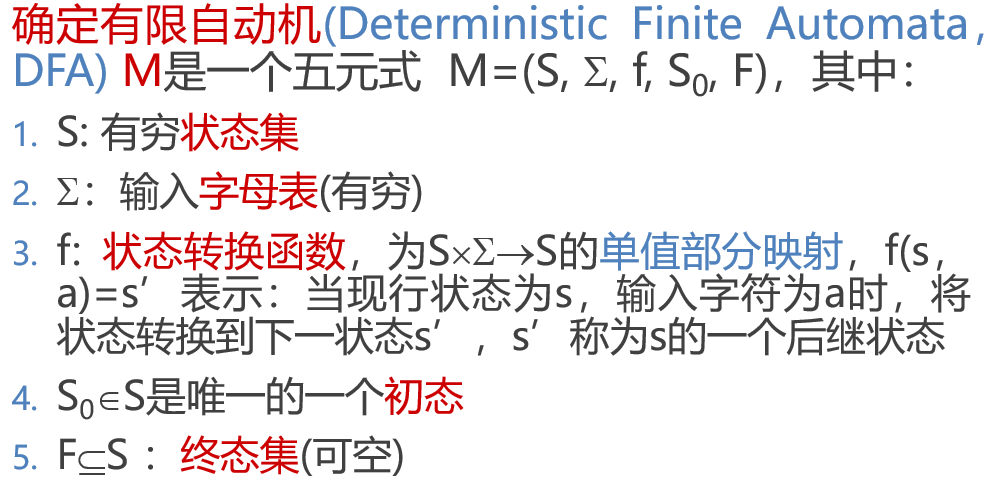 确定有限自动机(Deterministic Finite Automata,
DFA) M是一个五元式 M=(S, Σ, f, S₀, F)，其中：
1. S: 有穷状态集
2. Σ：输入字母表(有穷)
3. f: 状态转换函数，为S×Σ→S的单值部分映射，f(s,
a)=s’表示：当现行状态为s，输入字符为a时，将
状态转换到下一状态s’，s’称为s的一个后继状态
4. S₀∈S是唯一的一个初态
5. F⊆S ：终态集(可空)